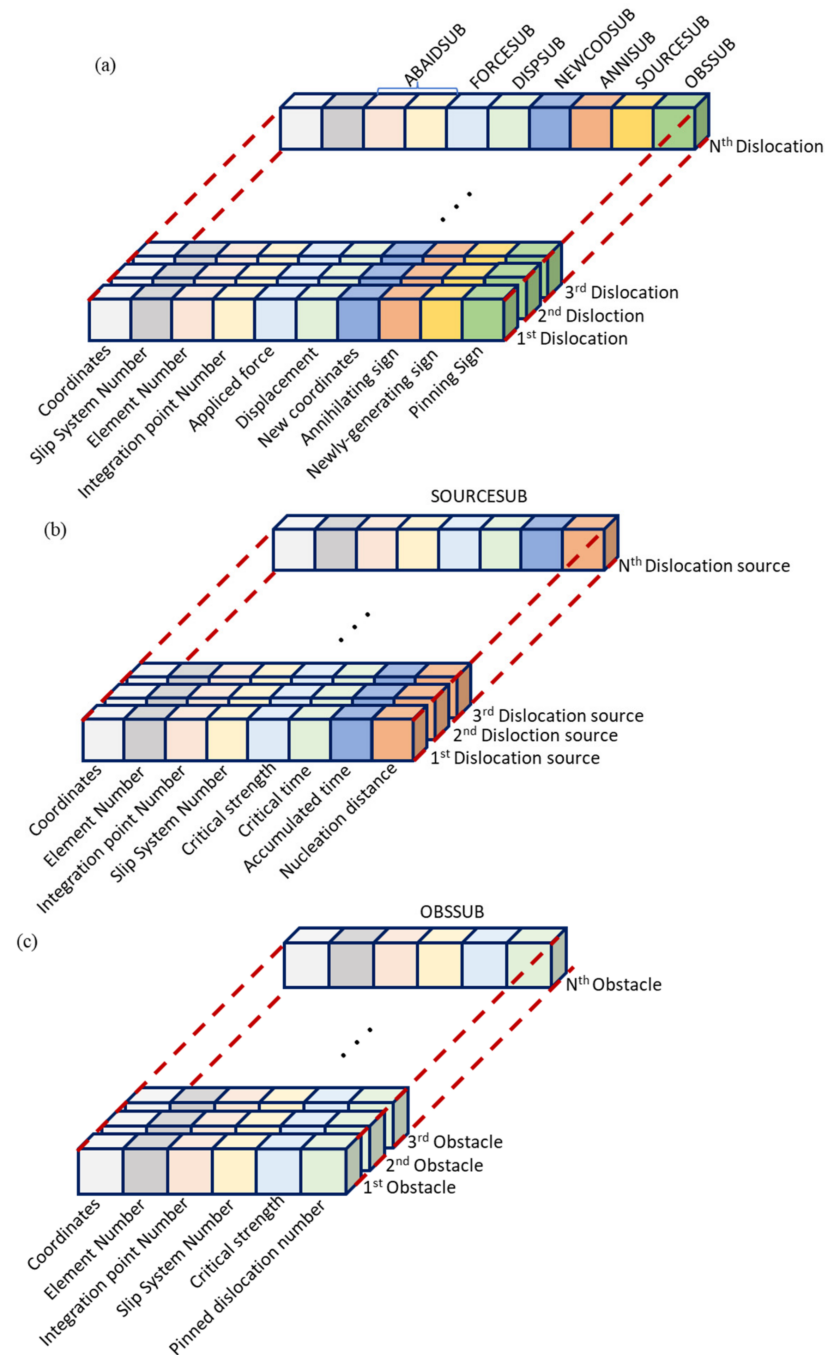 (a)
ABAIDSUB
FORCESUB
DISPSUB
NEWCODSUB
ANNISUB
SOURCESUB
OBSSUB
Nth Dislocation
...
3rd Dislocation
2nd Disloction
1st Dislocation
Coordinates
Slip System Number
Element Number
Integration point Number
Appliced force
Displacement
New coordinates
Annihilating sign
Newly-generating sign
Pinning Sign
(b)
SOURCESUB
Nth Dislocation source
...
3rd Dislocation source
2nd Disloction source
1st Dislocation source
Coordinates
Element Number
Integration point Number
Slip System Number
Critical strength
Critical time
Accumulated time
Nucleation distance
(c)
OBSSUB
Nth Obstacle
...
3rd Obstacle
2nd Obstacle
1st Obstacle
Coordinates
Element Number
Integration point Number
Slip System Number
Critical strength
Pinned dislocation number